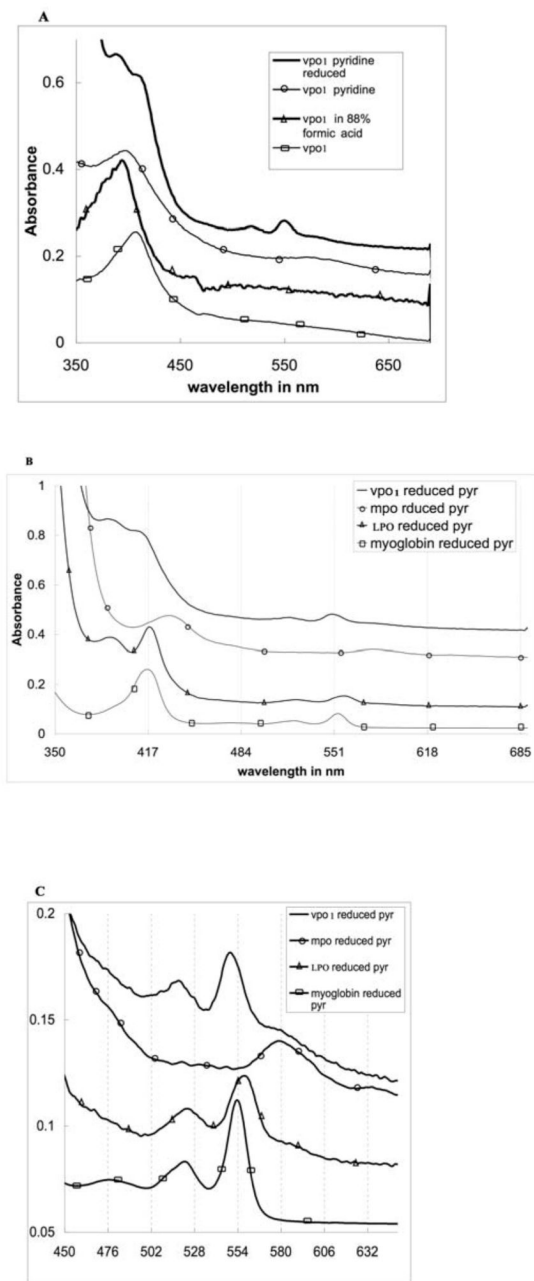 A
0.6
0.4
0.2
0
Absorbance
vpo1 pyridine
reduced
vpo1 pyridine
vpo1 in 88%
formic acid
vpo1
350
450
550
650
wavelength in nm
B
1
0.8
0.6
0.4
0.2
0
Absorbance
vpo1 reduced pyr
mpo rduced pyr
LPO reduced pyr
myoglobin reduced pyr
350
417
484
551
618
685
wavelength in nm
C
0.2
0.15
0.1
0.05
vpo1 reduced pyr
mpo reduced pyr
LPO reduced pyr
myoglobin reduced
pyr
450
476
502
528
554
580
606
632